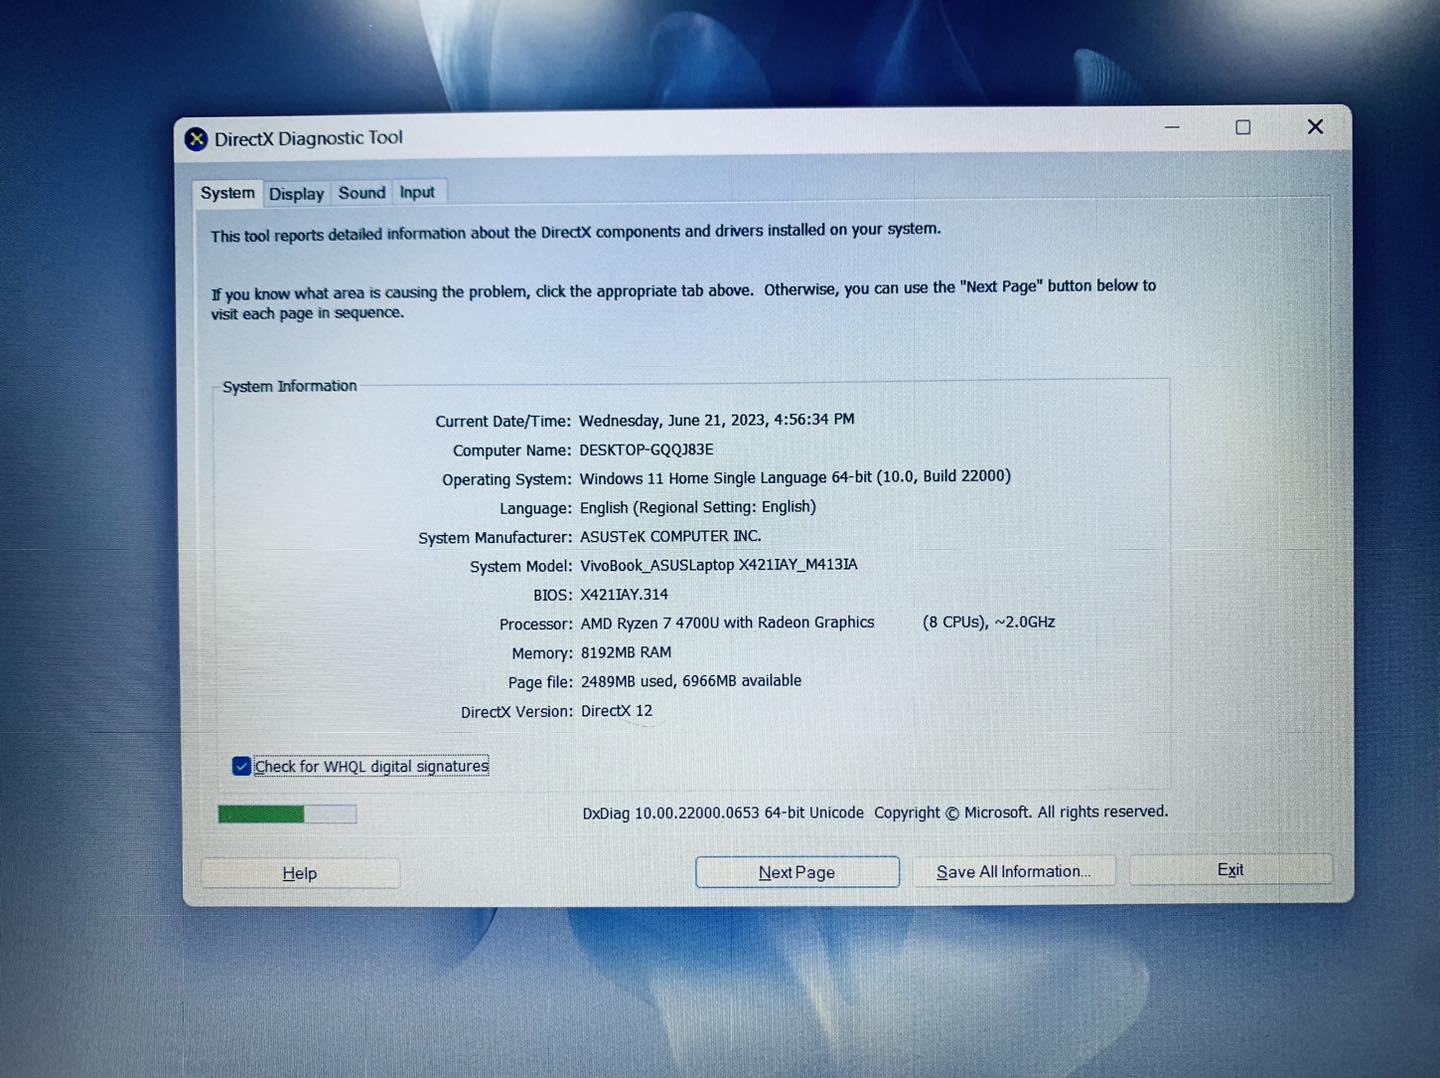 DirectX Diagnostic Tool
System Display Sound Input
This tool reports detailed information about the DirectX components and drivers installed on your system.
If you know what area is causing the problem, click the appropriate tab above.  Otherwise, you can use the "Next Page" button below to
visit each page in sequence.
System Information
Current Date/Time: Wednesday, June 21, 2023, 4:56:34 PM
Computer Name: DESKTOP-GQQJ83E
Operating System: Windows 11 Home Single Language 64-bit (10.0, Build 22000)
Language: English (Regional Setting: English)
System Manufacturer: ASUSTeK COMPUTER INC.
System Model: VivoBook_ASUSLaptop X421IAY_M413IA
BIOS: X421IAY.314
Processor: AMD Ryzen 7 4700U with Radeon Graphics (8 CPUs), ~2.0GHz
Memory: 8192MB RAM
Page file: 2489MB used, 6966MB available
DirectX Version: DirectX 12
Check for WHQL digital signatures
DxDiag 10.00.22000.0653 64-bit Unicode  Copyright © Microsoft. All rights reserved.
Help Next Page Save All Information... Exit